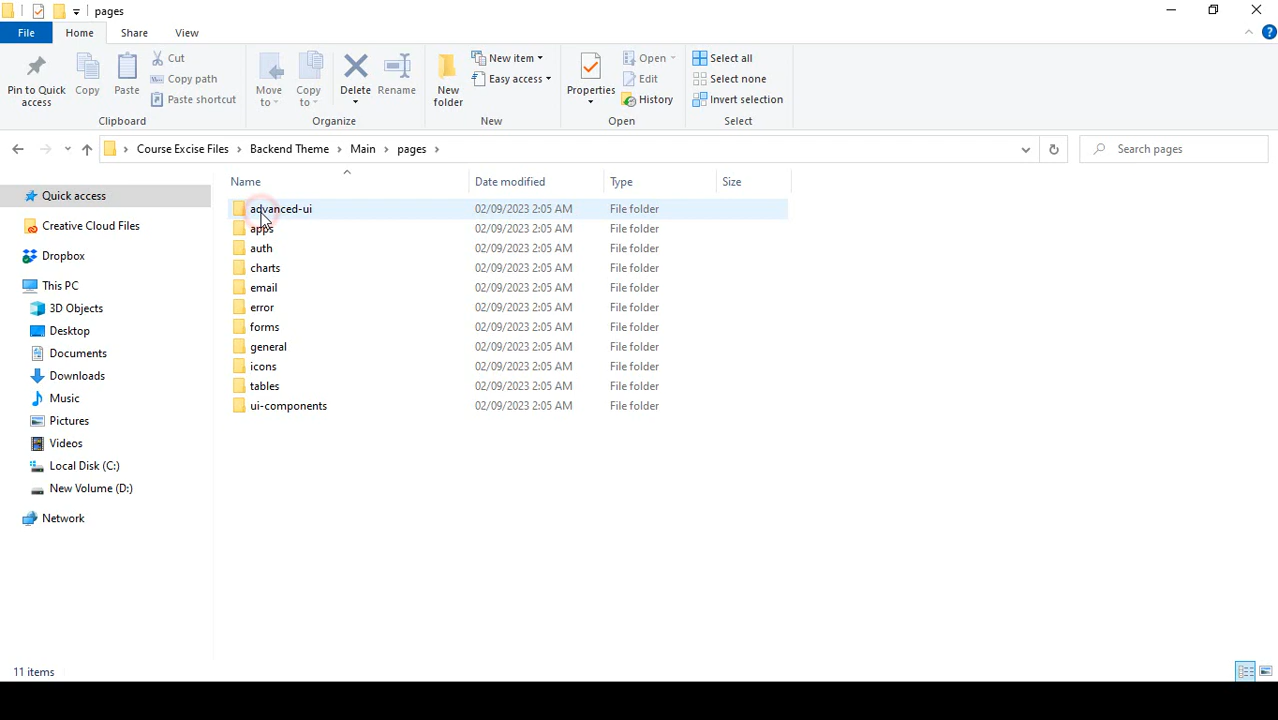 pages
File Home Share View
Pin to Quick access
Copy
Paste
Cut
Copy path
Paste shortcut
Clipboard
Move to
Copy to
Delete
Rename
Organize
New folder
New item
Easy access
New
Properties
Open
Edit
History
Open
Select all
Select none
Invert selection
Select
Course Excise Files Backend Theme Main pages
Search pages
Name Date modified Type Size
Quick access
Creative Cloud Files
Dropbox
This PC
3D Objects
Desktop
Documents
Downloads
Music
Pictures
Videos
Local Disk (C:)
New Volume (D:)
Network
advanced-ui 02/09/2023 2:05 AM File folder
apps 02/09/2023 2:05 AM File folder
auth 02/09/2023 2:05 AM File folder
charts 02/09/2023 2:05 AM File folder
email 02/09/2023 2:05 AM File folder
error 02/09/2023 2:05 AM File folder
forms 02/09/2023 2:05 AM File folder
general 02/09/2023 2:05 AM File folder
icons 02/09/2023 2:05 AM File folder
tables 02/09/2023 2:05 AM File folder
ui-components 02/09/2023 2:05 AM File folder
11 items